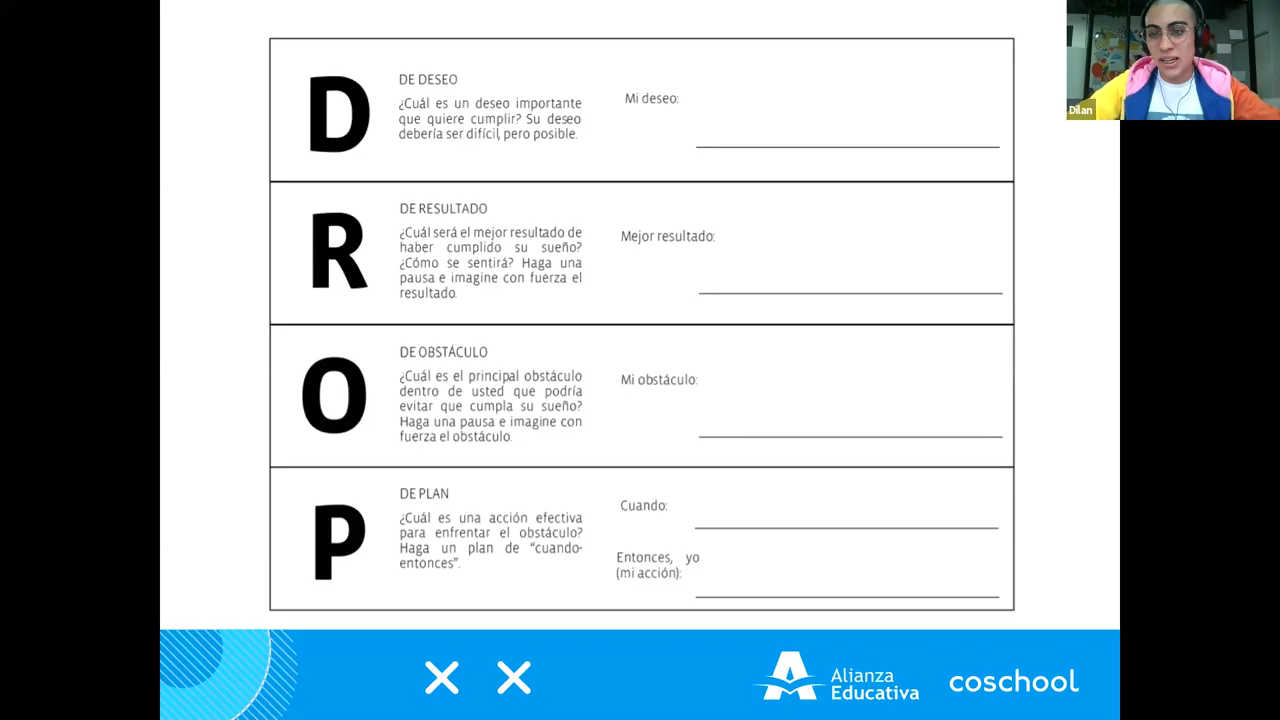 Dilan
D
DE DESEO
¿Cuál es un deseo importante
que quiere cumplir? Su deseo
debería ser difícil, pero posible.
Mi deseo:
R
DE RESULTADO
¿Cuál será el mejor resultado de
haber cumplido su sueño?
¿Cómo se sentirá? Haga una
pausa e imagine con fuerza el
resultado.
Mejor resultado:
O
DE OBSTÁCULO
¿Cuál es el principal obstáculo
dentro de usted que podría
evitar que cumpla su sueño?
Haga una pausa e imagine con
fuerza el obstáculo.
Mi obstáculo:
P
DE PLAN
¿Cuál es una acción efectiva
para enfrentar el obstáculo?
Haga un plan de “cuando-
entonces”.
Cuando:
Entonces, yo
(mi acción):
Alianza
Educativa
coschool